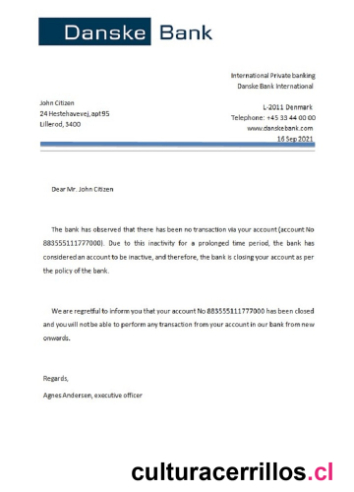 Danske Bank
International Private banking
Danske Bank International
John Citizen
24 Hestehavevej, apt 95
Lillerod, 3400
L-2011 Denmark
Telephone: +45 33 44 00 00
www.danskebank.com
16 Sep 2021
Dear Mr. John Citizen
The bank has observed that there has been no transaction via your account (account No
883555111777000). Due to this inactivity for a prolonged time period, the bank has
considered an account to be inactive, and therefore, the bank is closing your account as per
the policy of the bank.
We are regretful to inform you that your account No 883555111777000 has been closed
and you will not be able to perform any transaction from your account in our bank from new
onwards.
Regards,
Agnes Andersen, executive officer
culturacerrillos.cl